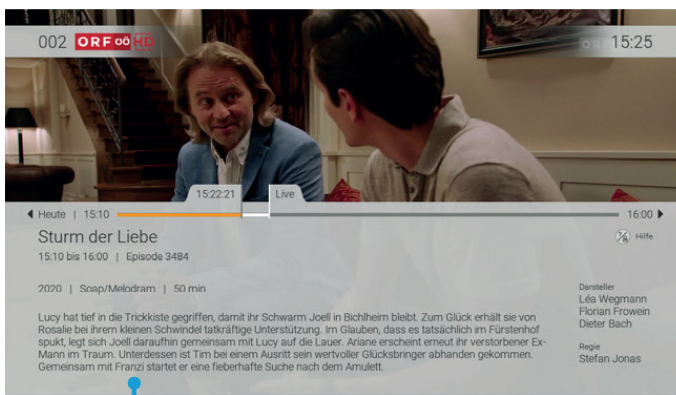 002 ORF OÖ HD 15:25
15:22:21 Live
Heute | 15:10 16:00
Sturm der Liebe
Hilfe
15:10 bis 16:00 | Episode 3484
2020 | Soap/Melodram | 50 min
Darsteller
Léa Wegmann
Florian Frowein
Dieter Bach
Lucy hat tief in die Trickkiste gegriffen, damit ihr Schwarm Joell in Bichlheim bleibt. Zum Glück erhält sie von
Rosalie bei ihrem kleinen Schwindel tatkräftige Unterstützung. Im Glauben, dass es tatsächlich im Fürstenhof
spukt, legt sich Joell daraufhin gemeinsam mit Lucy auf die Lauer. Ariane erscheint erneut ihr verstorbener Ex-
Mann im Traum. Unterdessen ist Tim bei einem Ausritt sein wertvoller Glücksbringer abhanden gekommen.
Gemeinsam mit Franzi startet er eine fieberhafte Suche nach dem Amulett.
Regie
Stefan Jonas